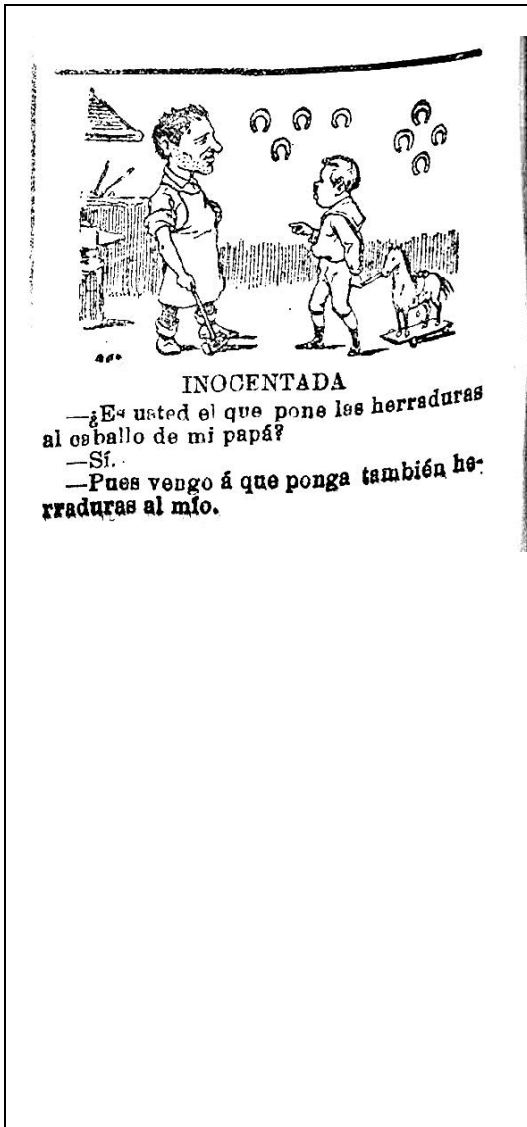 INOCENTADA
—¿Es usted el que pone las herraduras
al caballo de mi papá?
—Sí.
—Pues vengo á que ponga también he-
rraduras al mío.